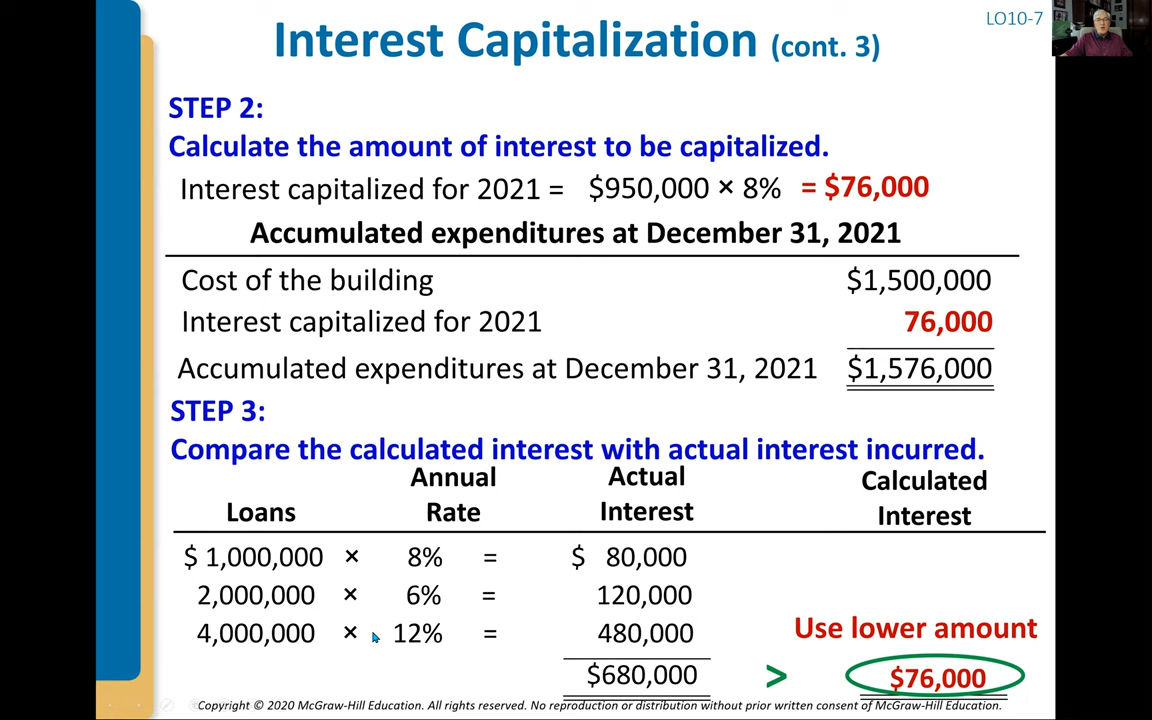 LO10-7
Interest Capitalization (cont. 3)
STEP 2:
Calculate the amount of interest to be capitalized.
Interest capitalized for 2021 = $950,000 × 8% = $76,000
Accumulated expenditures at December 31, 2021
Cost of the building $1,500,000
Interest capitalized for 2021 76,000
Accumulated expenditures at December 31, 2021 $1,576,000
STEP 3:
Compare the calculated interest with actual interest incurred.
Annual Actual Calculated
Loans Rate Interest Interest
$ 1,000,000 × 8% = $ 80,000
2,000,000 × 6% = 120,000
4,000,000 × 12% = 480,000 Use lower amount
$680,000 > $76,000
Copyright © 2020 McGraw-Hill Education. All rights reserved. No reproduction or distribution without prior written consent of McGraw-Hill Education.